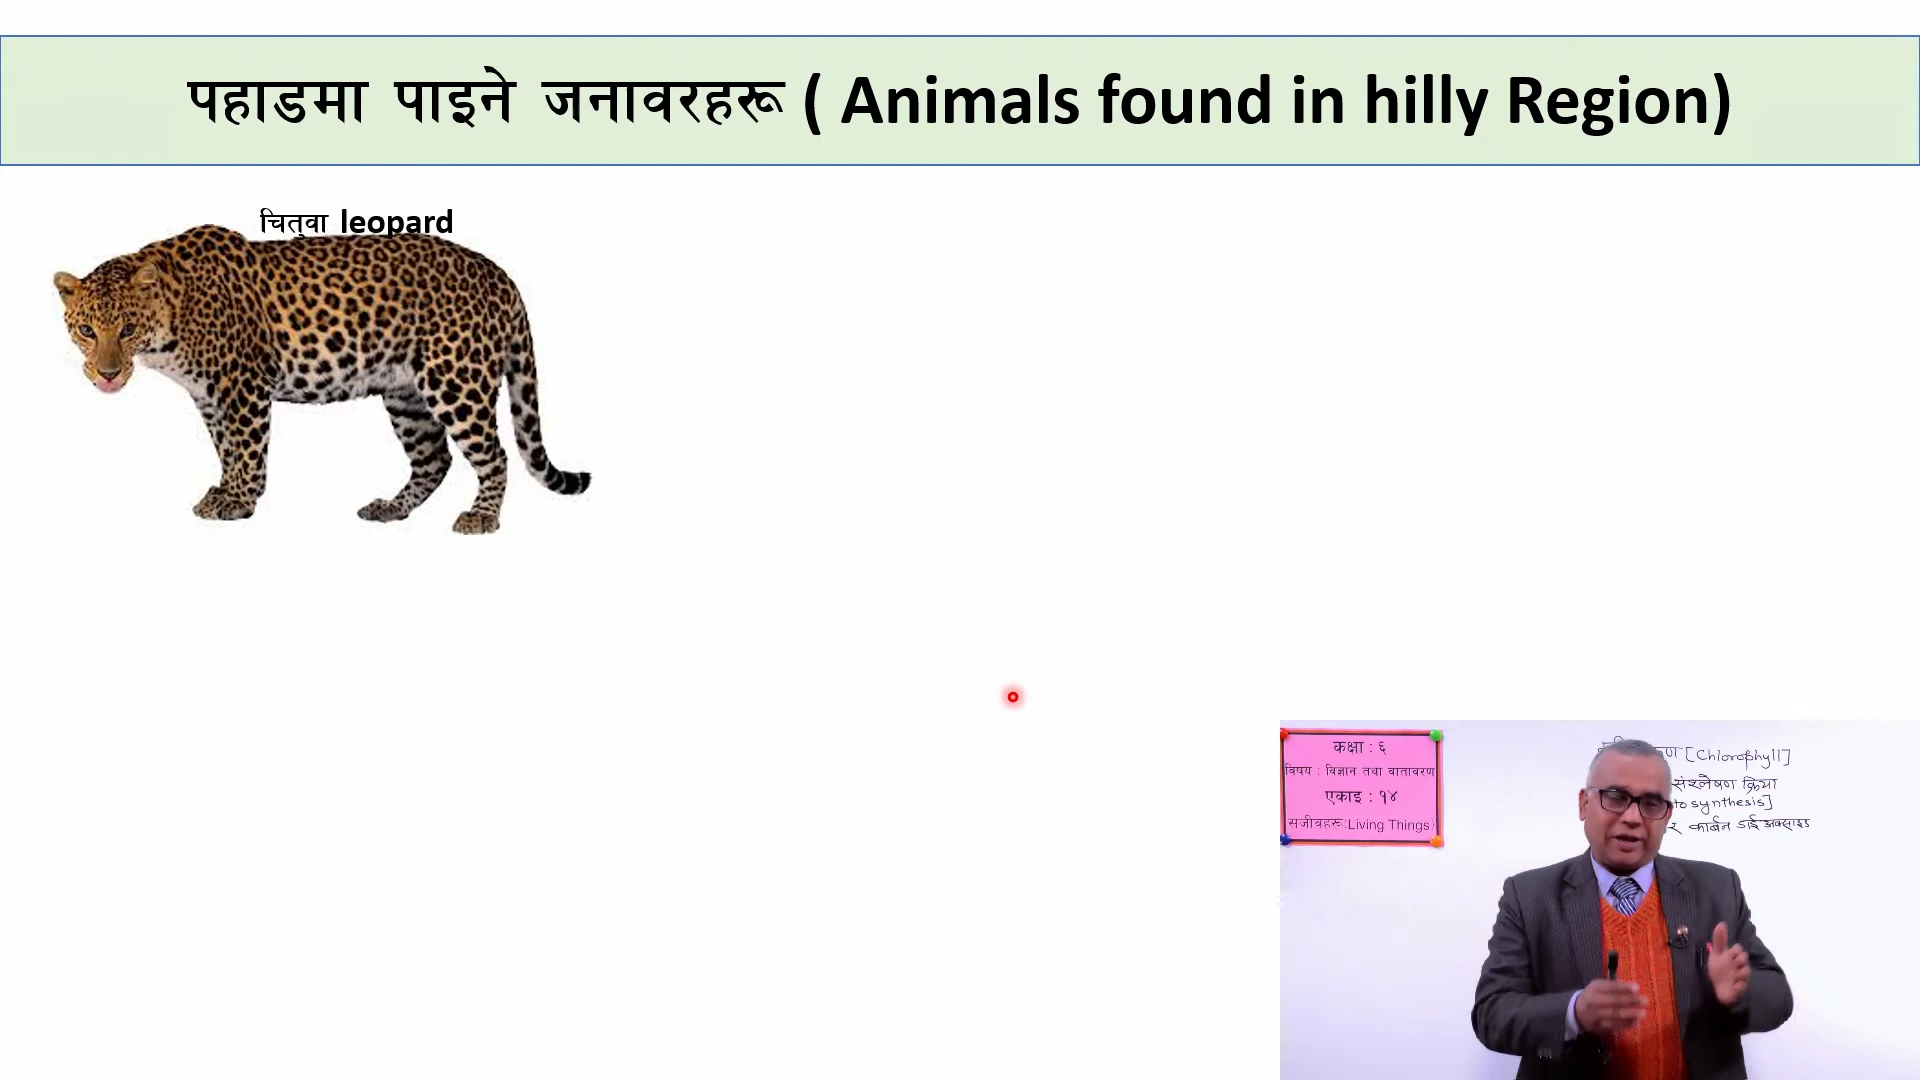 पहाडमा पाइने जनावरहरू ( Animals found in hilly Region)
चितुवा leopard
कक्षा : ६
विषय : विज्ञान तथा वातावरण
एकाइ : १४
सजीवहरू(Living Things)
[Chlorophyll]
संश्लेषण क्रिया
synthesis]
र कार्बन डाई अक्साइड